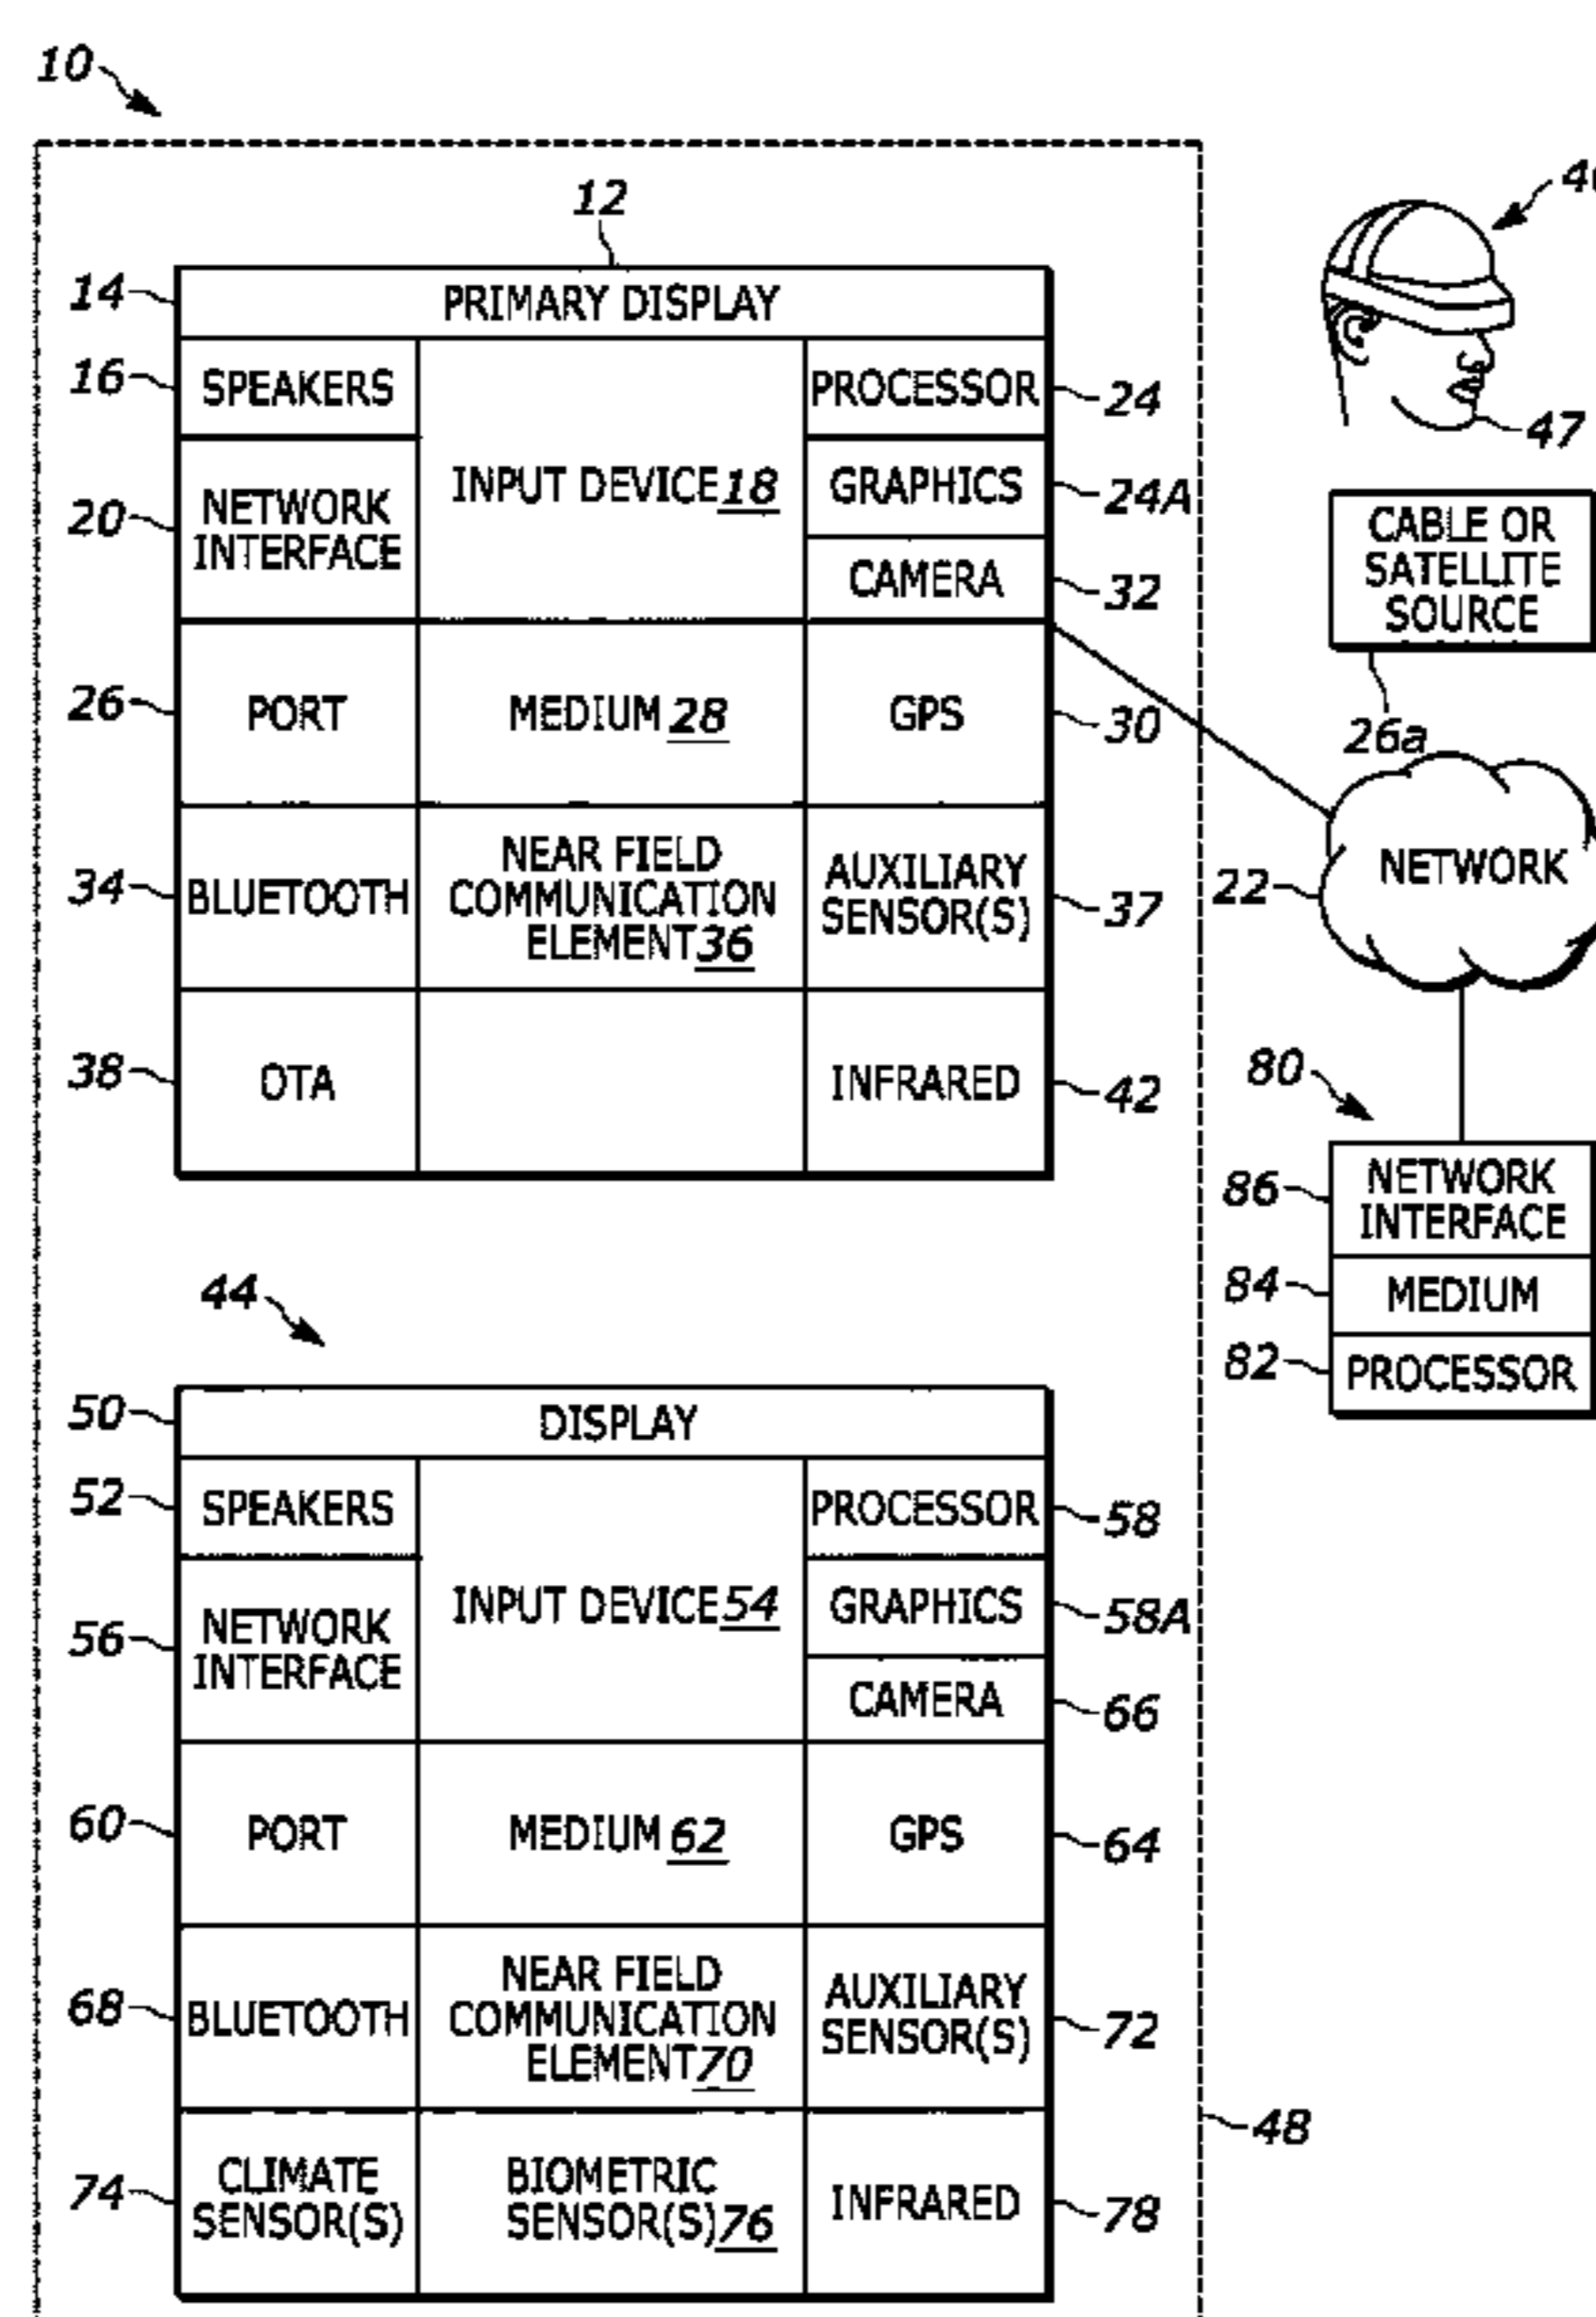 10
12
14 PRIMARY DISPLAY
16 SPEAKERS
PROCESSOR 24
INPUT DEVICE 18
GRAPHICS 24A
20 NETWORK
INTERFACE
CAMERA 32
26 PORT
MEDIUM 28
GPS 30
34 BLUETOOTH
NEAR FIELD
COMMUNICATION
ELEMENT 36
AUXILIARY
SENSOR(S) 37
38 OTA
INFRARED 42
47
CABLE OR
SATELLITE
SOURCE
26a
22 NETWORK
80
86 NETWORK
INTERFACE
84 MEDIUM
82 PROCESSOR
44
50 DISPLAY
52 SPEAKERS
PROCESSOR 58
INPUT DEVICE 54
GRAPHICS 58A
56 NETWORK
INTERFACE
CAMERA 66
60 PORT
MEDIUM 62
GPS 64
68 BLUETOOTH
NEAR FIELD
COMMUNICATION
ELEMENT 70
AUXILIARY
SENSOR(S) 72
48
74 CLIMATE
SENSOR(S)
BIOMETRIC
SENSOR(S) 76
INFRARED 78